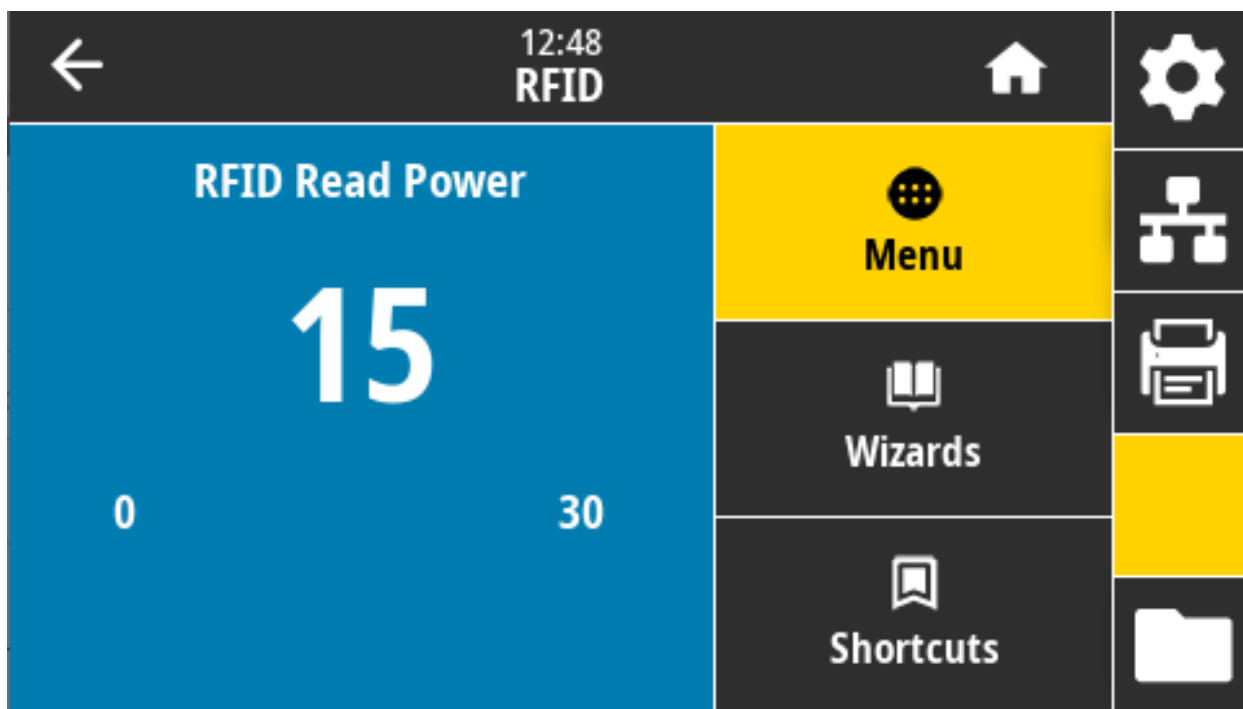 12:48
RFID
RFID Read Power
15
0 30
Menu
Wizards
Shortcuts